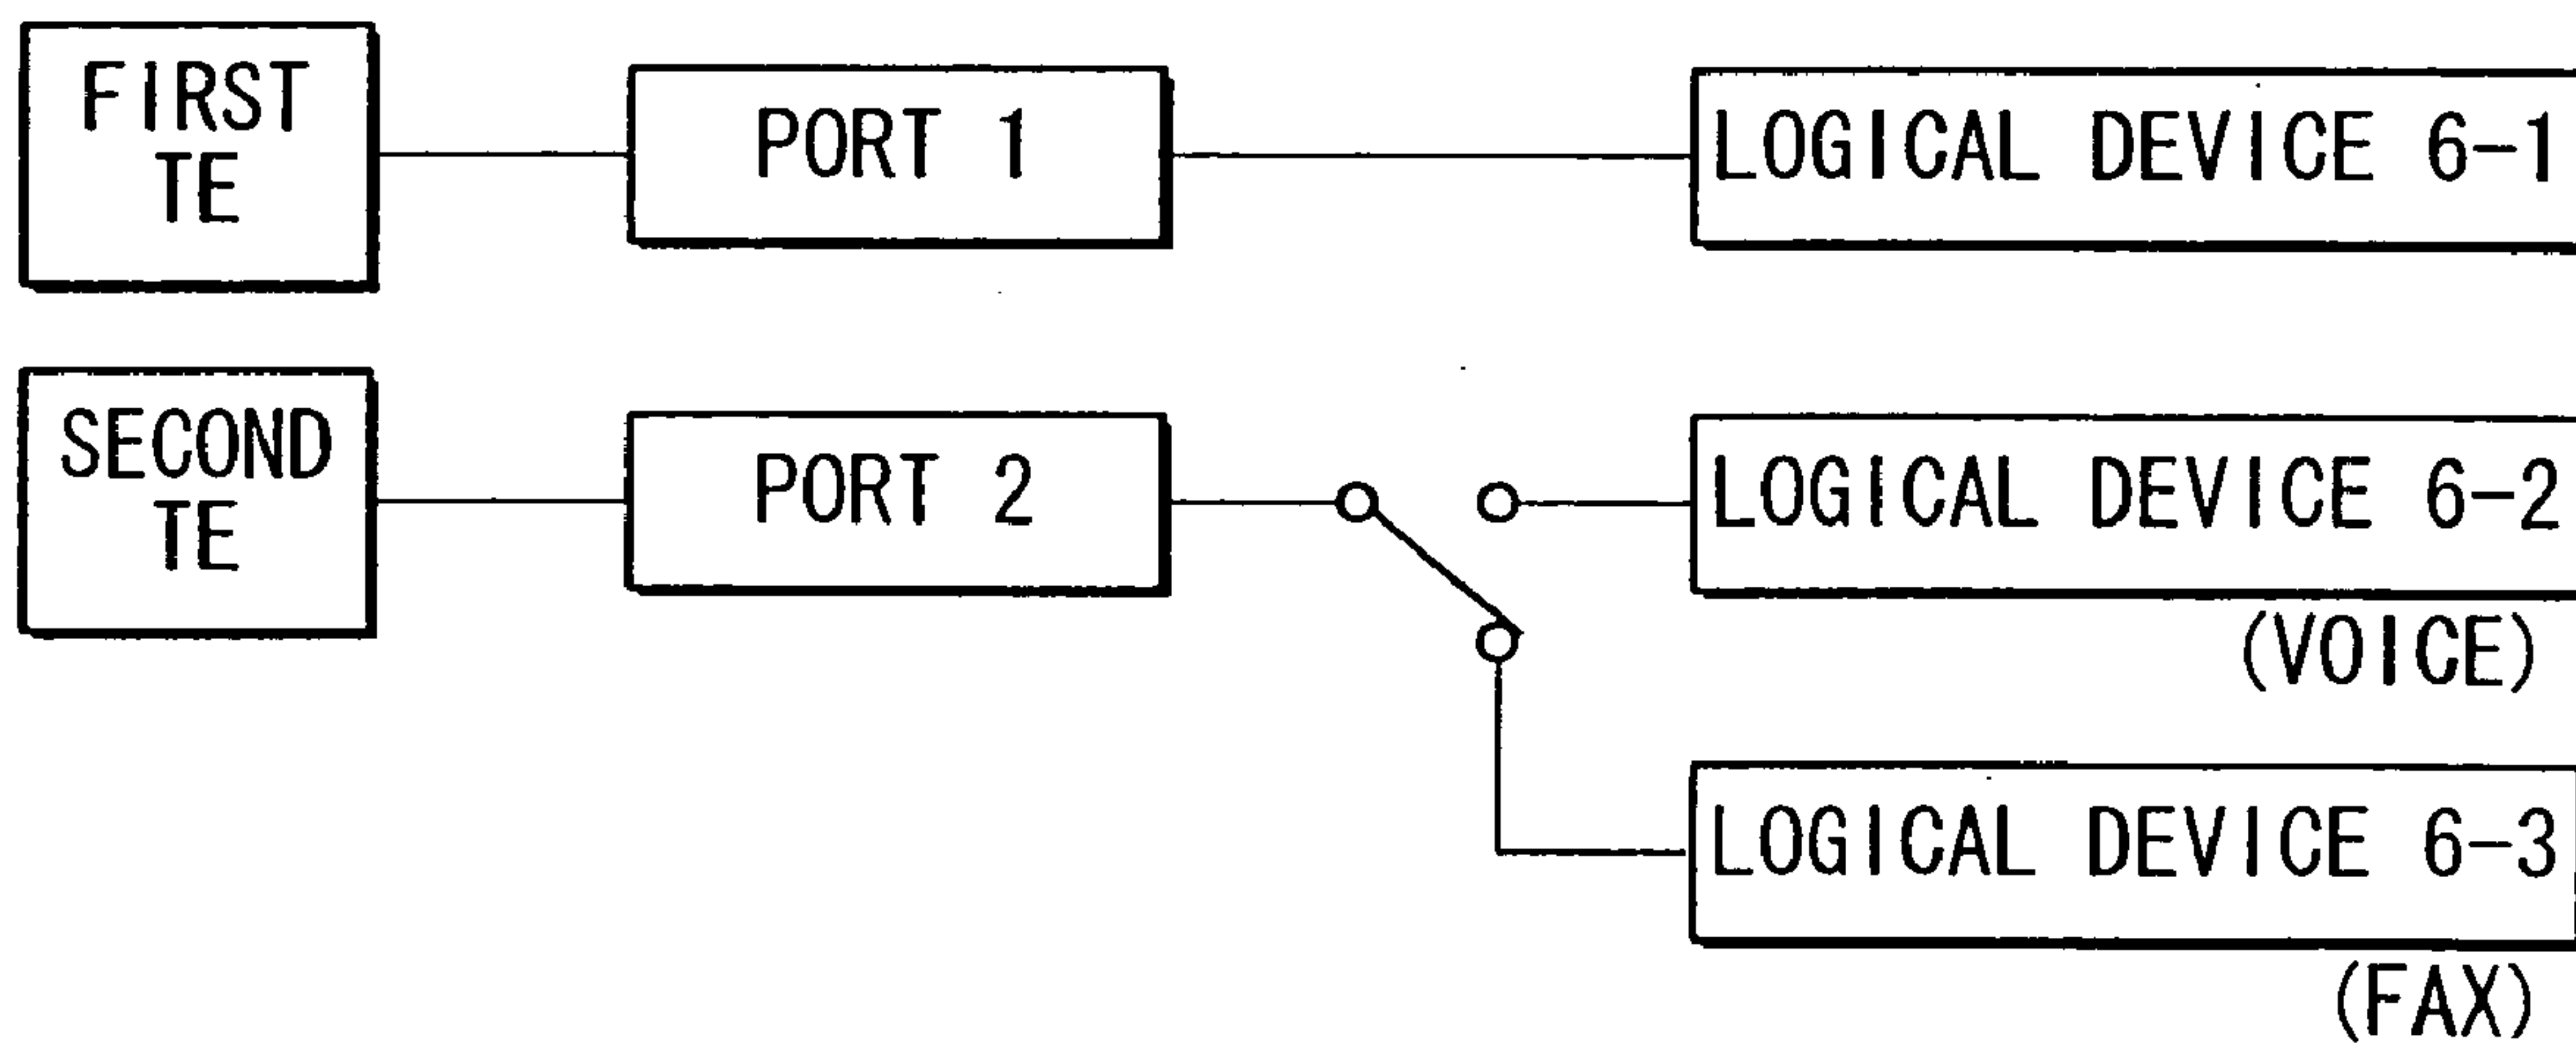 FIRST
TE
PORT 1
LOGICAL DEVICE 6-1
SECOND
TE
PORT 2
LOGICAL DEVICE 6-2
(VOICE)
LOGICAL DEVICE 6-3
(FAX)